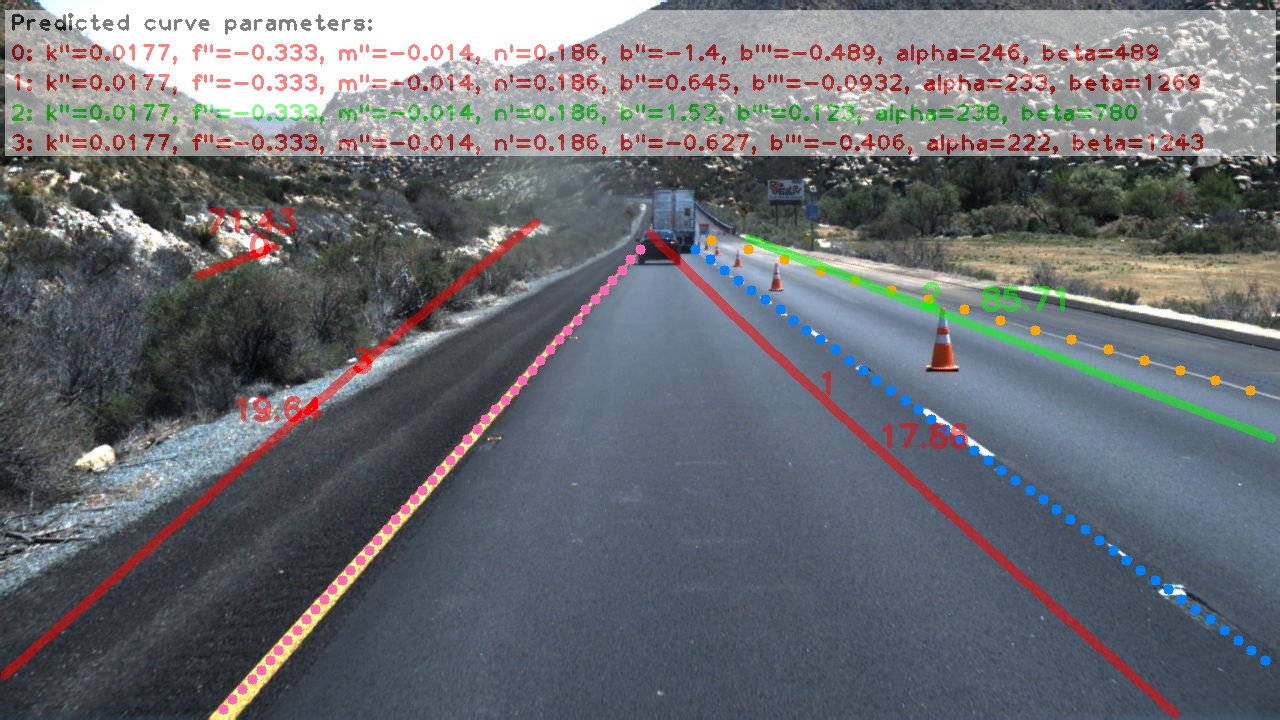 Predicted curve parameters:
0: k''=0.0177, f''=-0.333, m''=-0.014, n'=0.186, b''=-1.4, b'''=-0.489, alpha=246, beta=489
1: k''=0.0177, f''=-0.333, m''=-0.014, n'=0.186, b''=0.645, b'''=-0.0932, alpha=233, beta=1269
2: k''=0.0177, f''=-0.333, m''=-0.014, n'=0.186, b''=1.52, b'''=0.123, alpha=238, beta=780
3: k''=0.0177, f''=-0.333, m''=-0.014, n'=0.186, b''=-0.627, b'''=-0.406, alpha=222, beta=1243
71.43
0
2 85.71
3
1
19.64
17.86